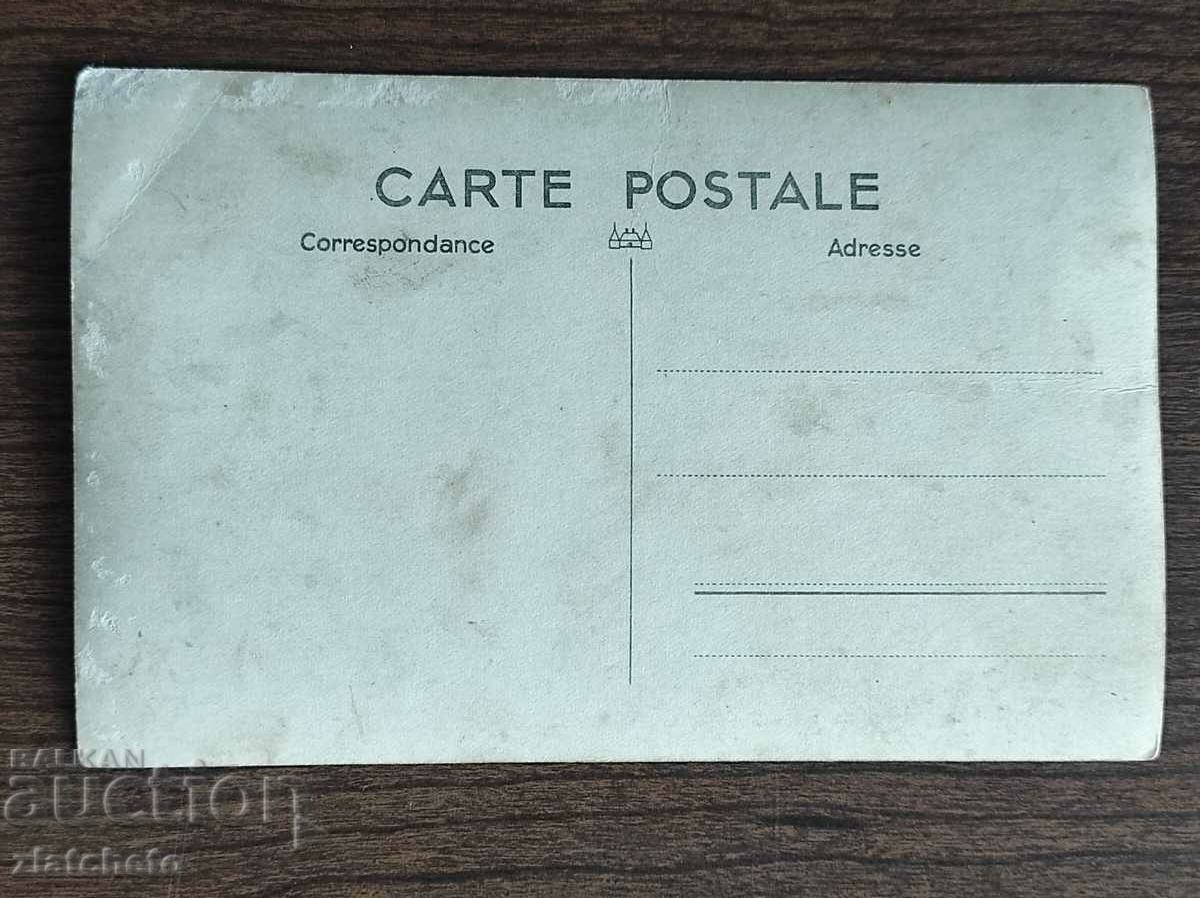 CARTE POSTALE
Correspondance
Adresse
BALKAN
auction
zlatcheto